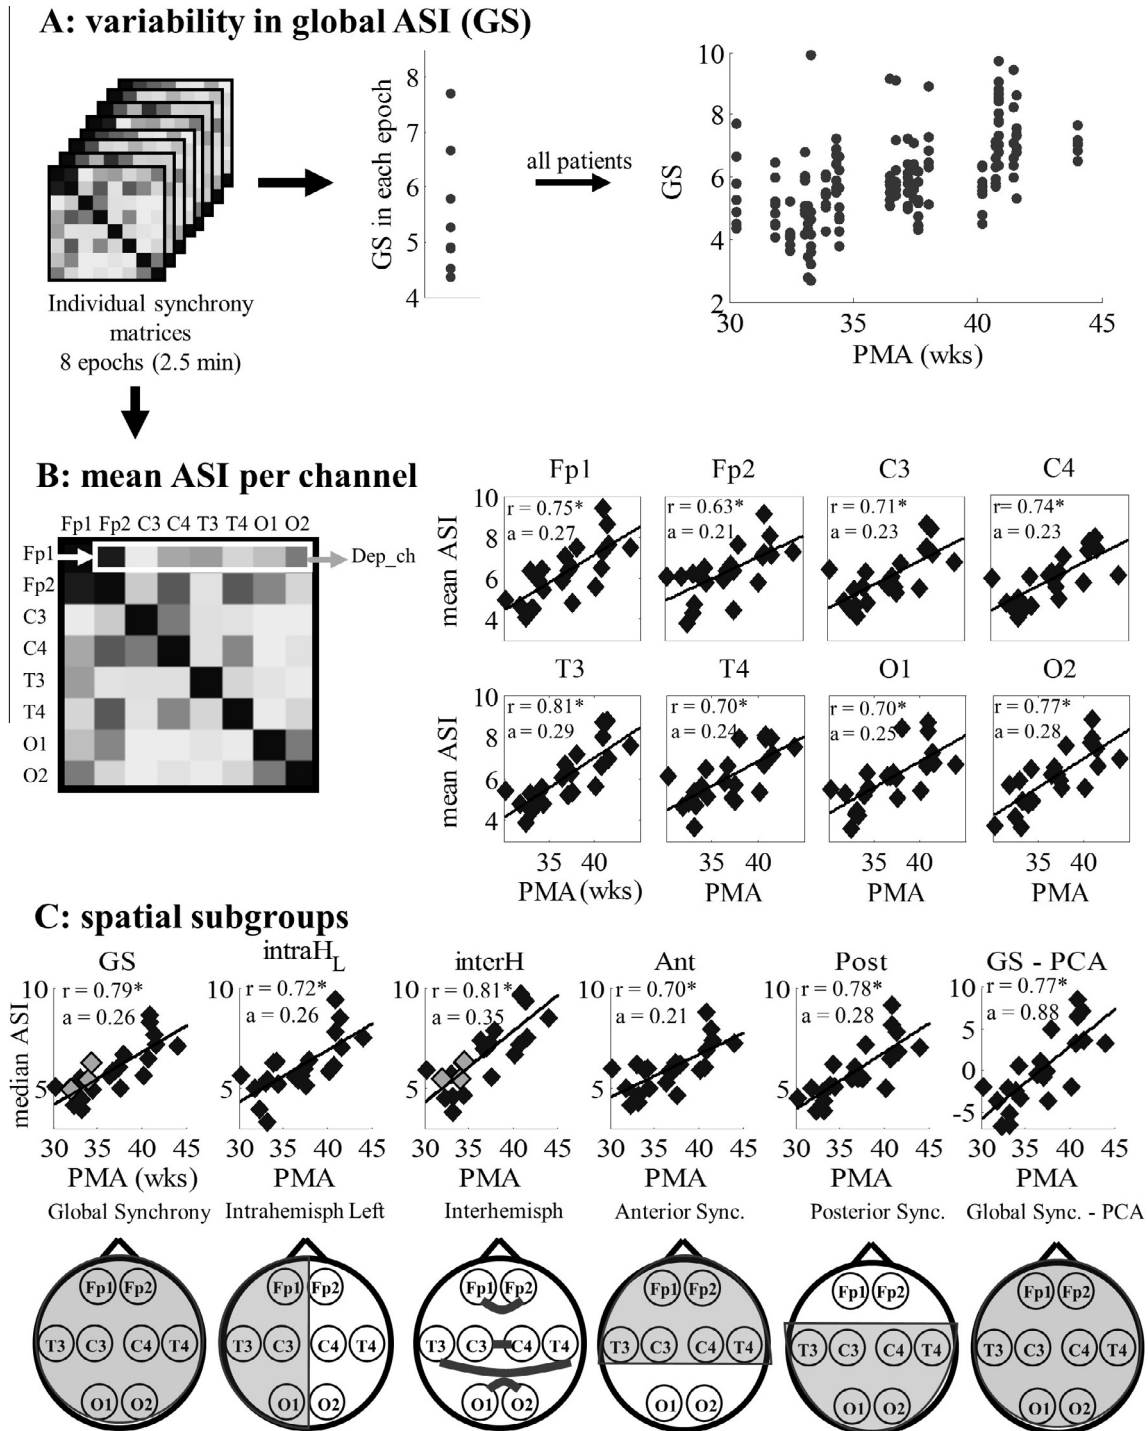 A: variability in global ASI (GS)
8
7
6
5
4
GS in each epoch
all patients
10
8
6
4
2
GS
30 35 40 45
PMA (wks)
Individual synchrony
matrices
8 epochs (2.5 min)
B: mean ASI per channel
Fp1 Fp2 C3 C4 T3 T4 O1 O2
Fp1
Fp2
C3
C4
T3
T4
O1
O2
Dep_ch
Fp1 Fp2 C3 C4
mean ASI
10
8
6
4
r = 0.75*
a = 0.27
r = 0.63*
a = 0.21
r = 0.71*
a = 0.23
r = 0.74*
a = 0.23
T3 T4 O1 O2
mean ASI
10
8
6
4
r = 0.81*
a = 0.29
r = 0.70*
a = 0.24
r = 0.70*
a = 0.25
r = 0.77*
a = 0.28
35 40 35 40 35 40 35 40
PMA (wks) PMA PMA PMA
C: spatial subgroups
GS intraHL interH Ant Post GS - PCA
median ASI
10
5
r = 0.79*
a = 0.26
10
5
r = 0.72*
a = 0.26
10
5
r = 0.81*
a = 0.35
10
5
r = 0.70*
a = 0.21
10
5
r = 0.78*
a = 0.28
10
5
0
-5
r = 0.77*
a = 0.88
30 35 40 45 30 35 40 45 30 35 40 45 30 35 40 45 30 35 40 45 30 35 40 45
PMA (wks) PMA PMA PMA PMA PMA
Global Synchrony Intrahemisph Left Interhemisph Anterior Sync. Posterior Sync. Global Sync. - PCA
Fp1 Fp2 Fp1 Fp2 Fp1 Fp2 Fp1 Fp2 Fp1 Fp2 Fp1 Fp2
T3 C3 C4 T4 T3 C3 C4 T4 T3 C3 C4 T4 T3 C3 C4 T4 T3 C3 C4 T4 T3 C3 C4 T4
O1 O2 O1 O2 O1 O2 O1 O2 O1 O2 O1 O2